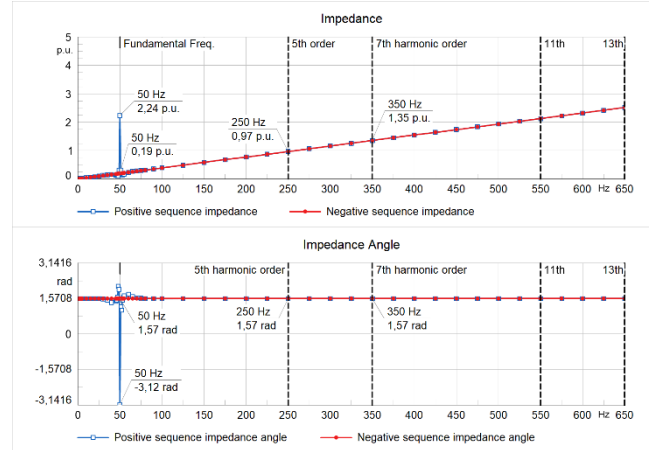 Impedance
5
p.u.
4
3
2
1
0
Fundamental Freq.
5th order
7th harmonic order
11th
13th
50 Hz
2,24 p.u.
50 Hz
0,19 p.u.
250 Hz
0,97 p.u.
350 Hz
1,35 p.u.
0 50 100 150 200 250 300 350 400 450 500 550 600 Hz 650
Positive sequence impedance Negative sequence impedance
Impedance Angle
3,1416
rad
1,5708
0
-1,5708
-3,1416
5th harmonic order
7th harmonic order
11th
13th
50 Hz
1,57 rad
250 Hz
1,57 rad
350 Hz
1,57 rad
50 Hz
-3,12 rad
0 50 100 150 200 250 300 350 400 450 500 550 600 Hz 650
Positive sequence impedance angle Negative sequence impedance angle